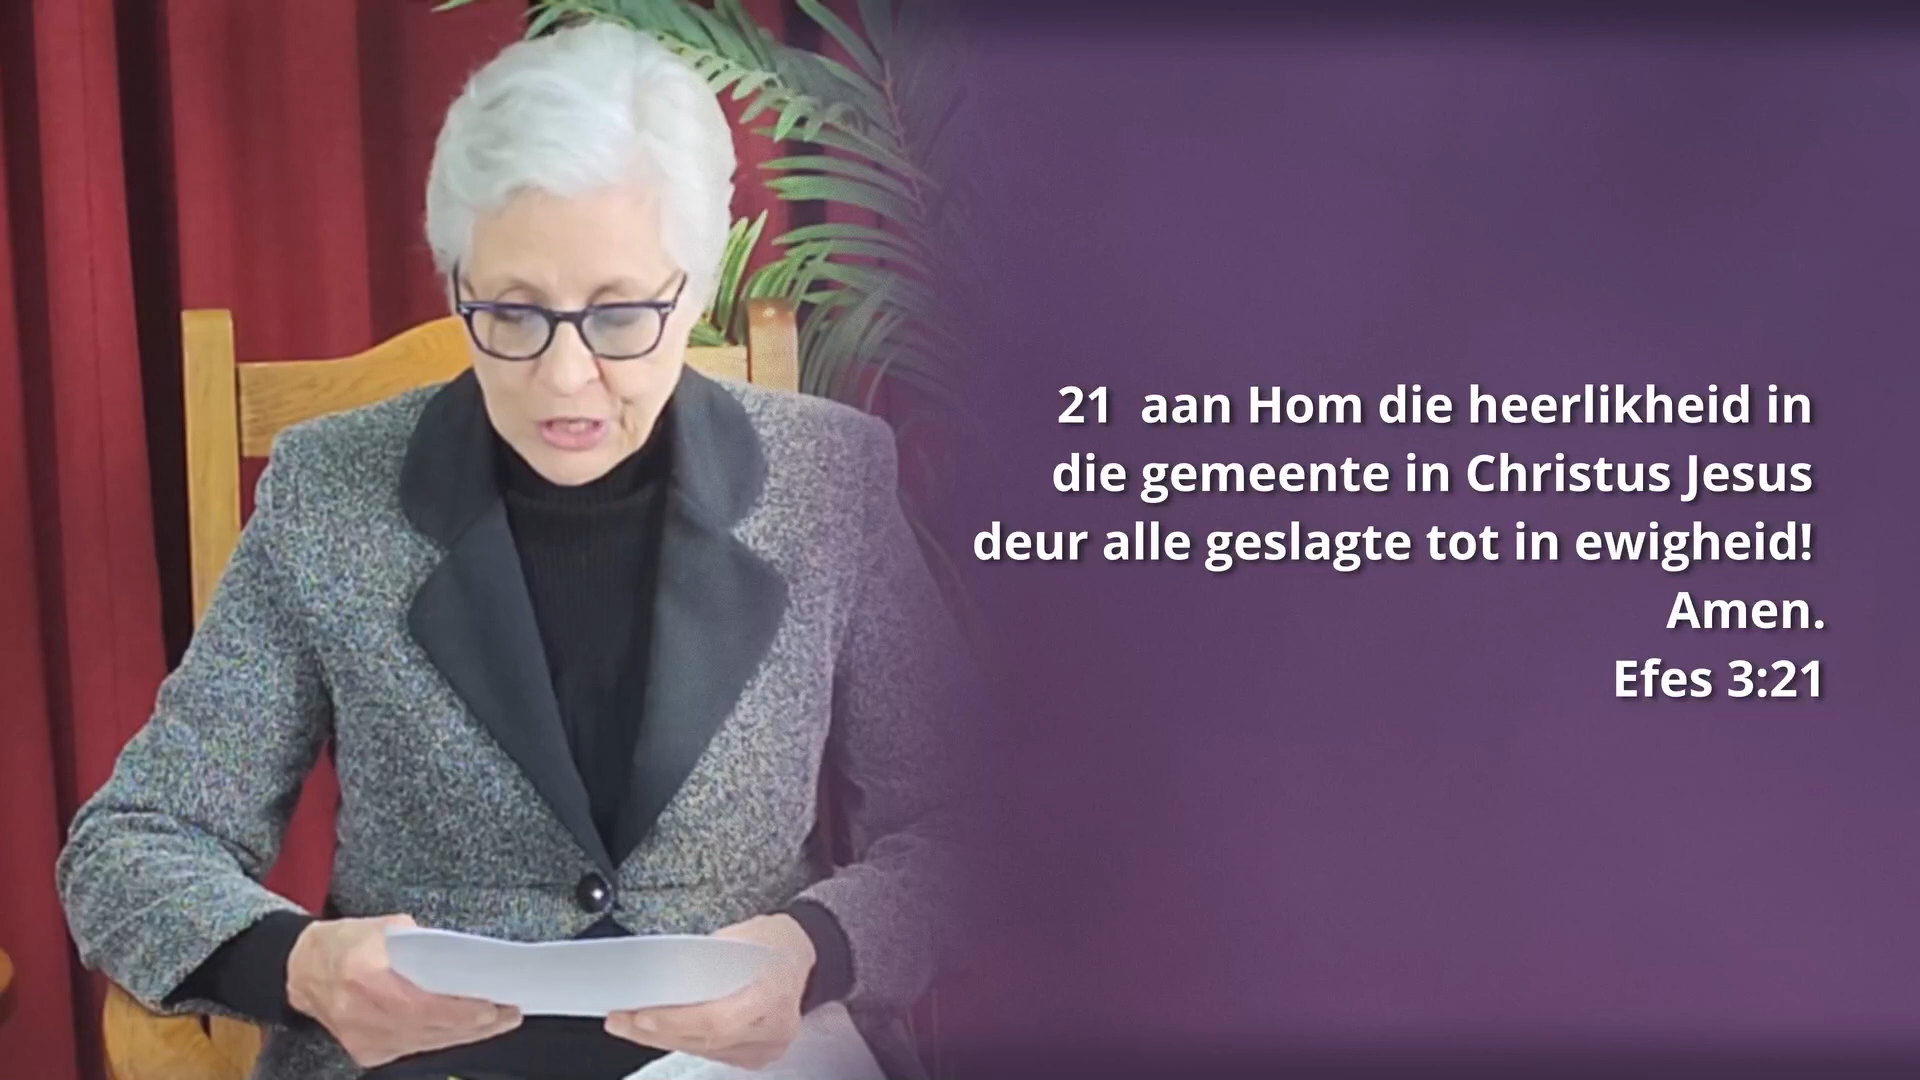 21  aan Hom die heerlikheid in
die gemeente in Christus Jesus
deur alle geslagte tot in ewigheid!
Amen.
Efes 3:21